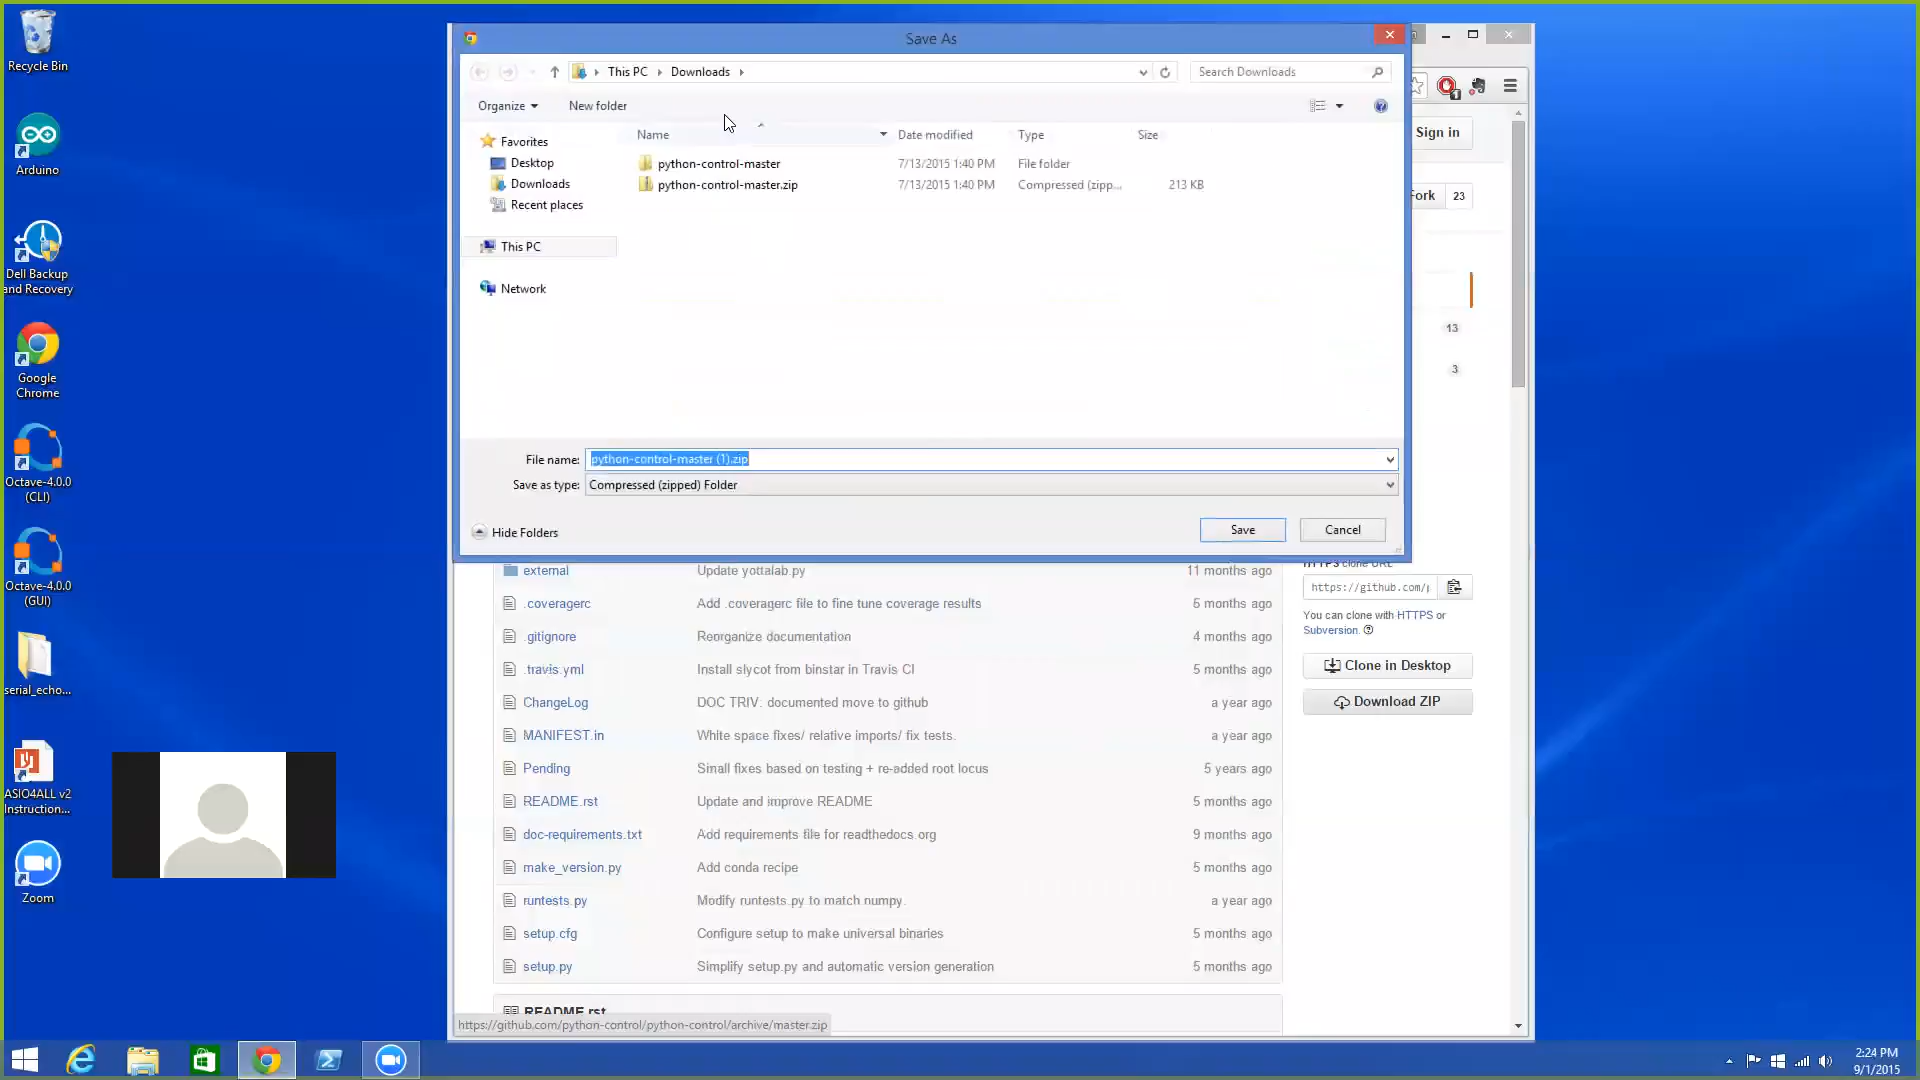 Recycle Bin
Arduino
Dell Backup
and Recovery
Google
Chrome
Octave-4.0.0
(CLI)
Octave-4.0.0
(GUI)
serial_echo...
ASIO4ALL v2
Instruction...
Zoom
Save As
This PC
Downloads
Search Downloads
Organize
New folder
Name
Date modified
Type
Size
Favorites
Desktop
Downloads
Recent places
This PC
Network
python-control-master
7/13/2015 1:40 PM
File folder
python-control-master.zip
7/13/2015 1:40 PM
Compressed (zipp...
213 KB
File name:
python-control-master (1).zip
Save as type:
Compressed (zipped) Folder
Hide Folders
Save
Cancel
1
Sign in
Fork
23
13
3
HTTPS clone URL
https://github.com/
You can clone with HTTPS or
Subversion.
Clone in Desktop
Download ZIP
external
Update yottalab.py
11 months ago
.coveragerc
Add .coveragerc file to fine tune coverage results
5 months ago
.gitignore
Reorganize documentation
4 months ago
.travis.yml
Install slycot from binstar in Travis CI
5 months ago
ChangeLog
DOC TRIV: documented move to github
a year ago
MANIFEST.in
White space fixes/ relative imports/ fix tests.
a year ago
Pending
Small fixes based on testing + re-added root locus
5 years ago
README.rst
Update and improve README
5 months ago
doc-requirements.txt
Add requirements file for readthedocs.org
9 months ago
make_version.py
Add conda recipe
5 months ago
runtests.py
Modify runtests.py to match numpy.
a year ago
setup.cfg
Configure setup to make universal binaries
5 months ago
setup.py
Simplify setup.py and automatic version generation
5 months ago
README.rst
https://github.com/python-control/python-control/archive/master.zip
2:24 PM
9/1/2015